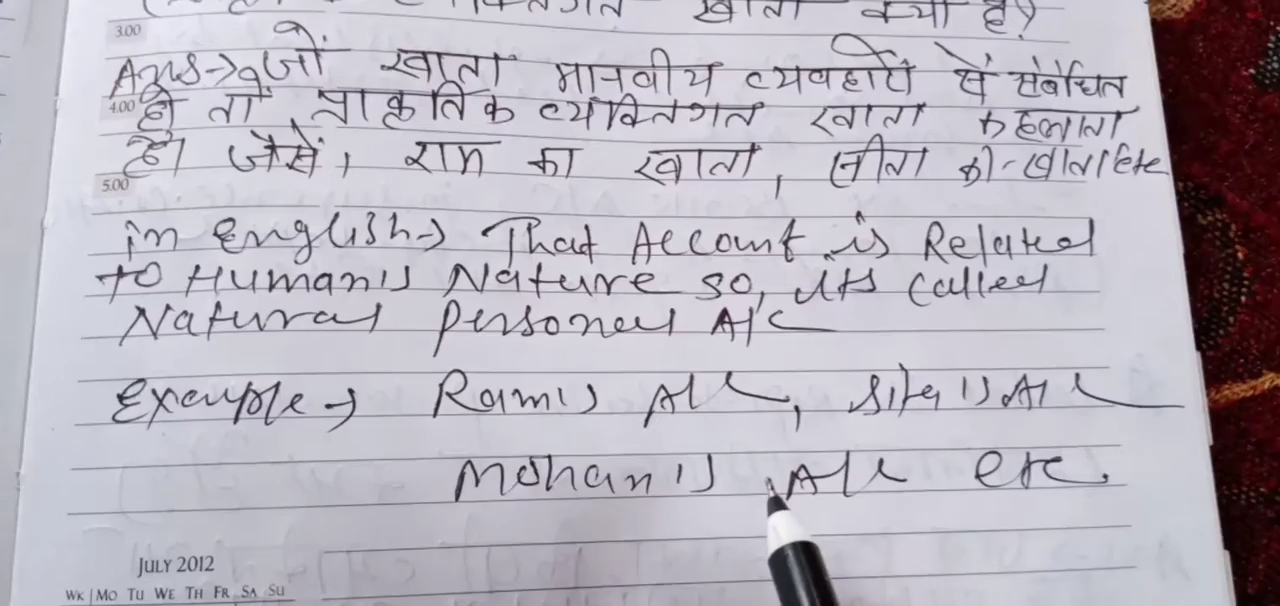 व्यक्तिगत खाता क्या है?
3.00
Ans→ जों खाता मानवीय व्यवहारों से संबंधित
4.00 हो तों प्राकृतिक व्यक्तिगत खाता कहलाता
है। जैसें, राम का खाता, सीता का-खाता etc
5.00
in English→ That Account is Related
to Human's Nature so, its called
Natural personel A/c
Example→ Ram's A/c, Sita's A/c
Mohan's A/c etc.
JULY 2012
WK MO TU WE TH FR SA SU